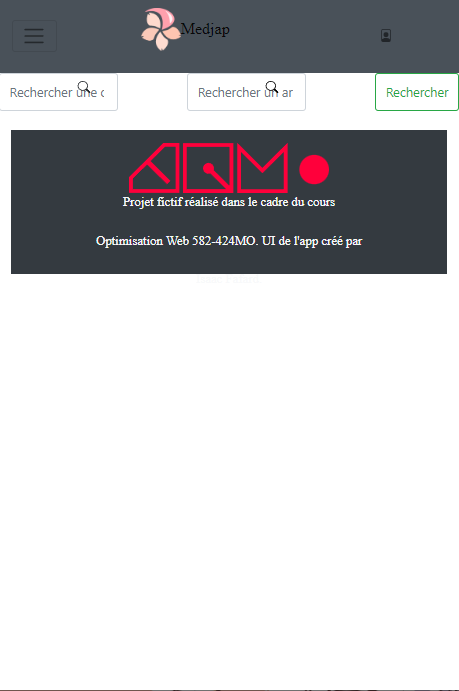 Medjap
Rechercher une c
Rechercher un ar
Rechercher
Projet fictif réalisé dans le cadre du cours
Optimisation Web 582-424MO. UI de l'app créé par